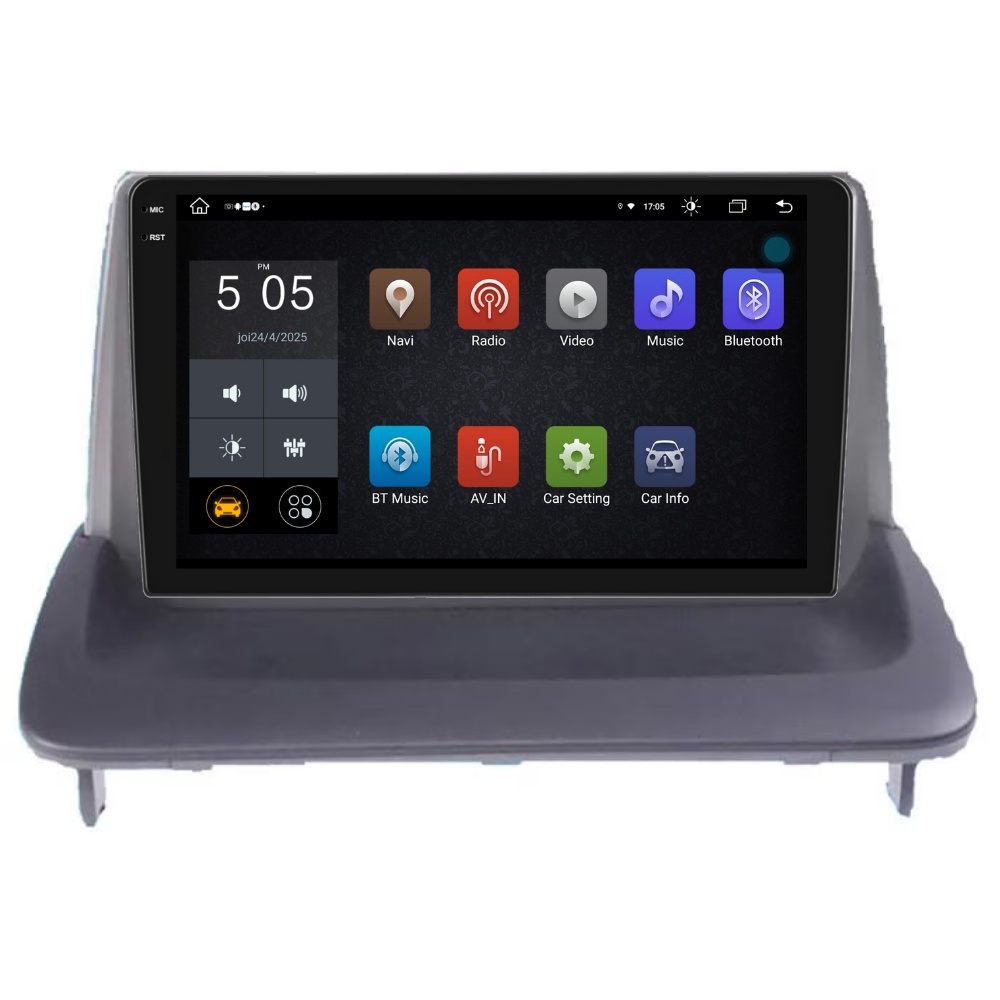 MIC
RST
17:05
PM
5 05
joi24/4/2025
Navi
Radio
Video
Music
Bluetooth
BT Music
AV_IN
Car Setting
Car Info